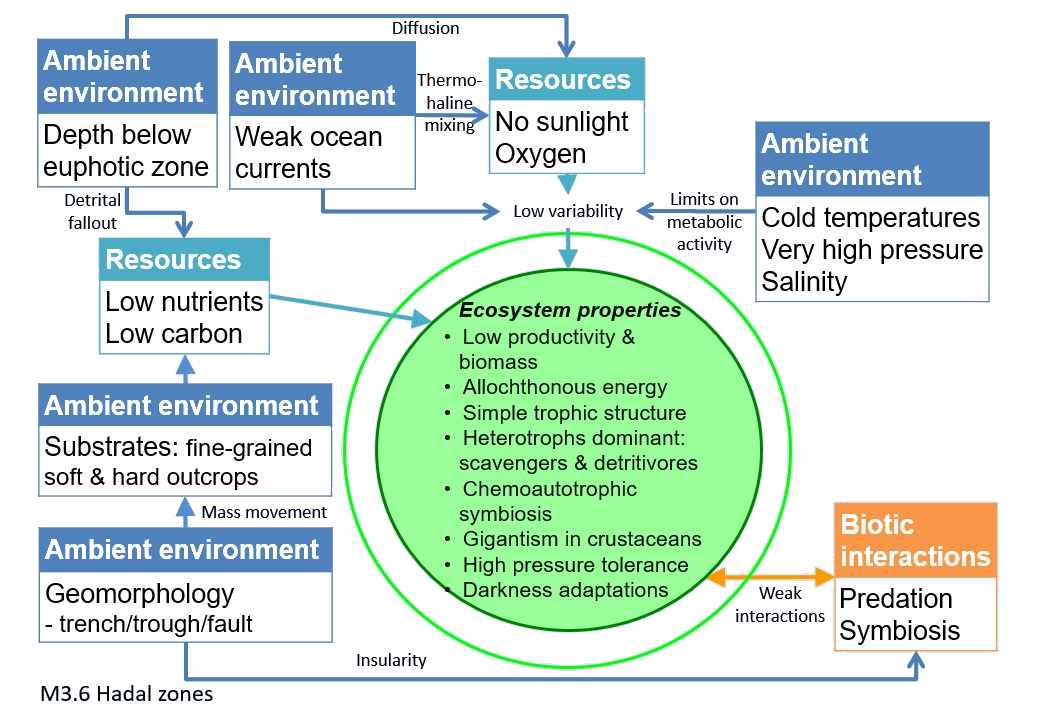 Diffusion
Ambient
environment
Depth below
euphotic zone
Ambient
environment
Weak ocean
currents
Thermo-
haline
mixing
Resources
No sunlight
Oxygen
Ambient
environment
Cold temperatures
Very high pressure
Salinity
Detrital
fallout
Low variability
Limits on
metabolic
activity
Resources
Low nutrients
Low carbon
Ecosystem properties
• Low productivity &
biomass
• Allochthonous energy
• Simple trophic structure
• Heterotrophs dominant:
scavengers & detritivores
• Chemoautotrophic
symbiosis
• Gigantism in crustaceans
• High pressure tolerance
• Darkness adaptations
Ambient environment
Substrates: fine-grained
soft & hard outcrops
Mass movement
Ambient environment
Geomorphology
- trench/trough/fault
Biotic
interactions
Predation
Symbiosis
Weak
interactions
Insularity
M3.6 Hadal zones